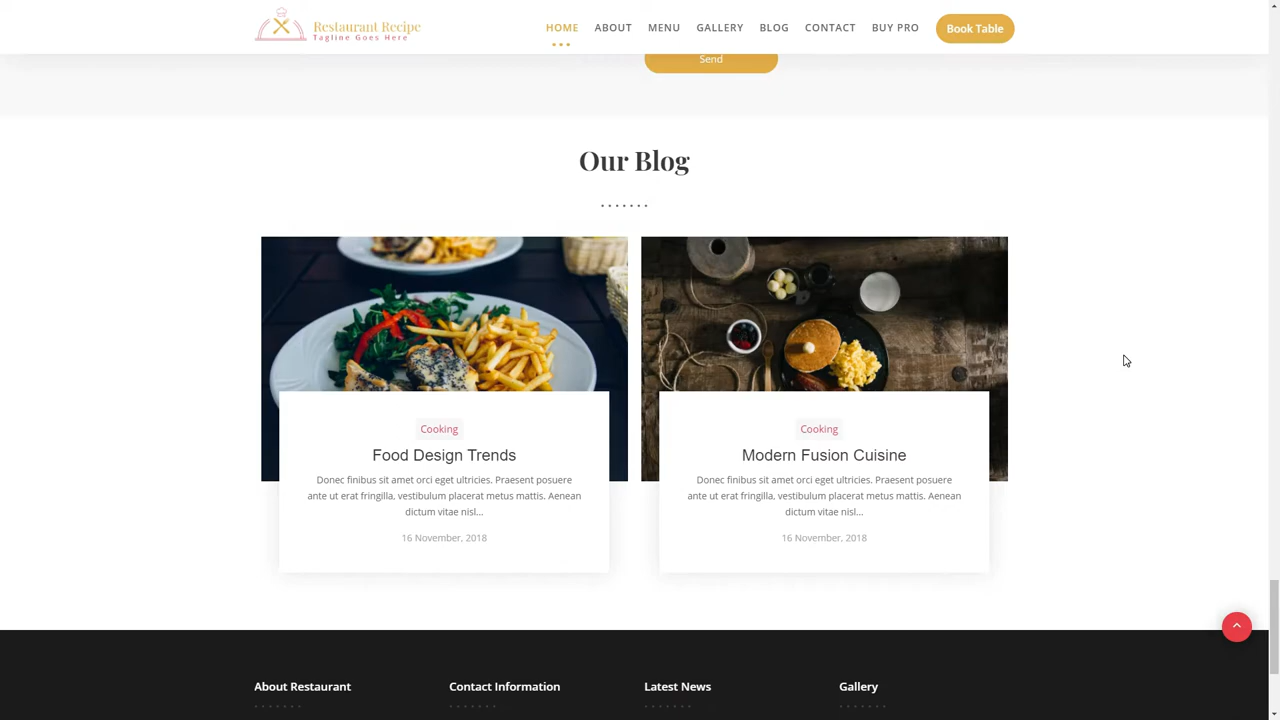 Restaurant Recipe
Tagline Goes Here
HOME ABOUT MENU GALLERY BLOG CONTACT BUY PRO Book Table
Send
Our Blog
Cooking
Food Design Trends
Donec finibus sit amet orci eget ultricies. Praesent posuere
ante ut erat fringilla, vestibulum placerat metus mattis. Aenean
dictum vitae nisl...
16 November, 2018
Cooking
Modern Fusion Cuisine
Donec finibus sit amet orci eget ultricies. Praesent posuere
ante ut erat fringilla, vestibulum placerat metus mattis. Aenean
dictum vitae nisl...
16 November, 2018
About Restaurant Contact Information Latest News Gallery